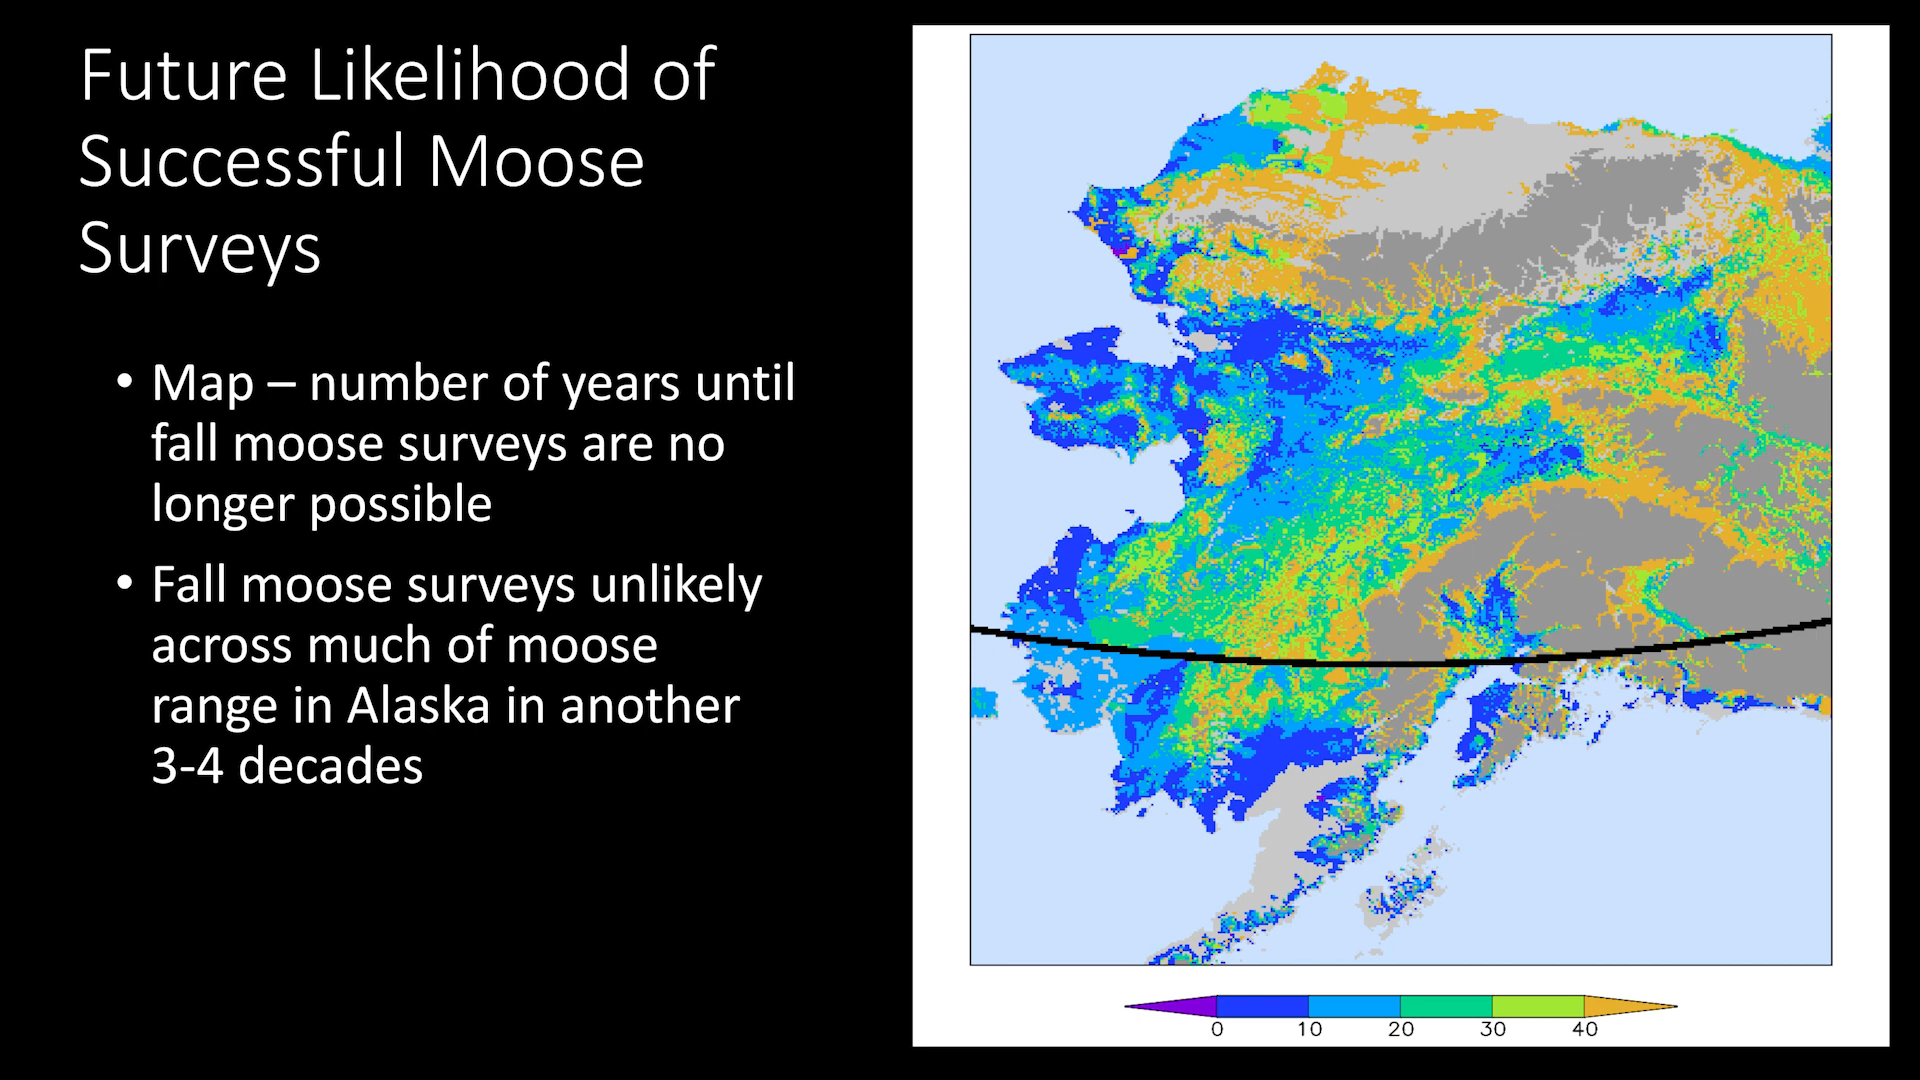 Future Likelihood of
Successful Moose
Surveys
• Map – number of years until
fall moose surveys are no
longer possible
• Fall moose surveys unlikely
across much of moose
range in Alaska in another
3-4 decades
0 10 20 30 40